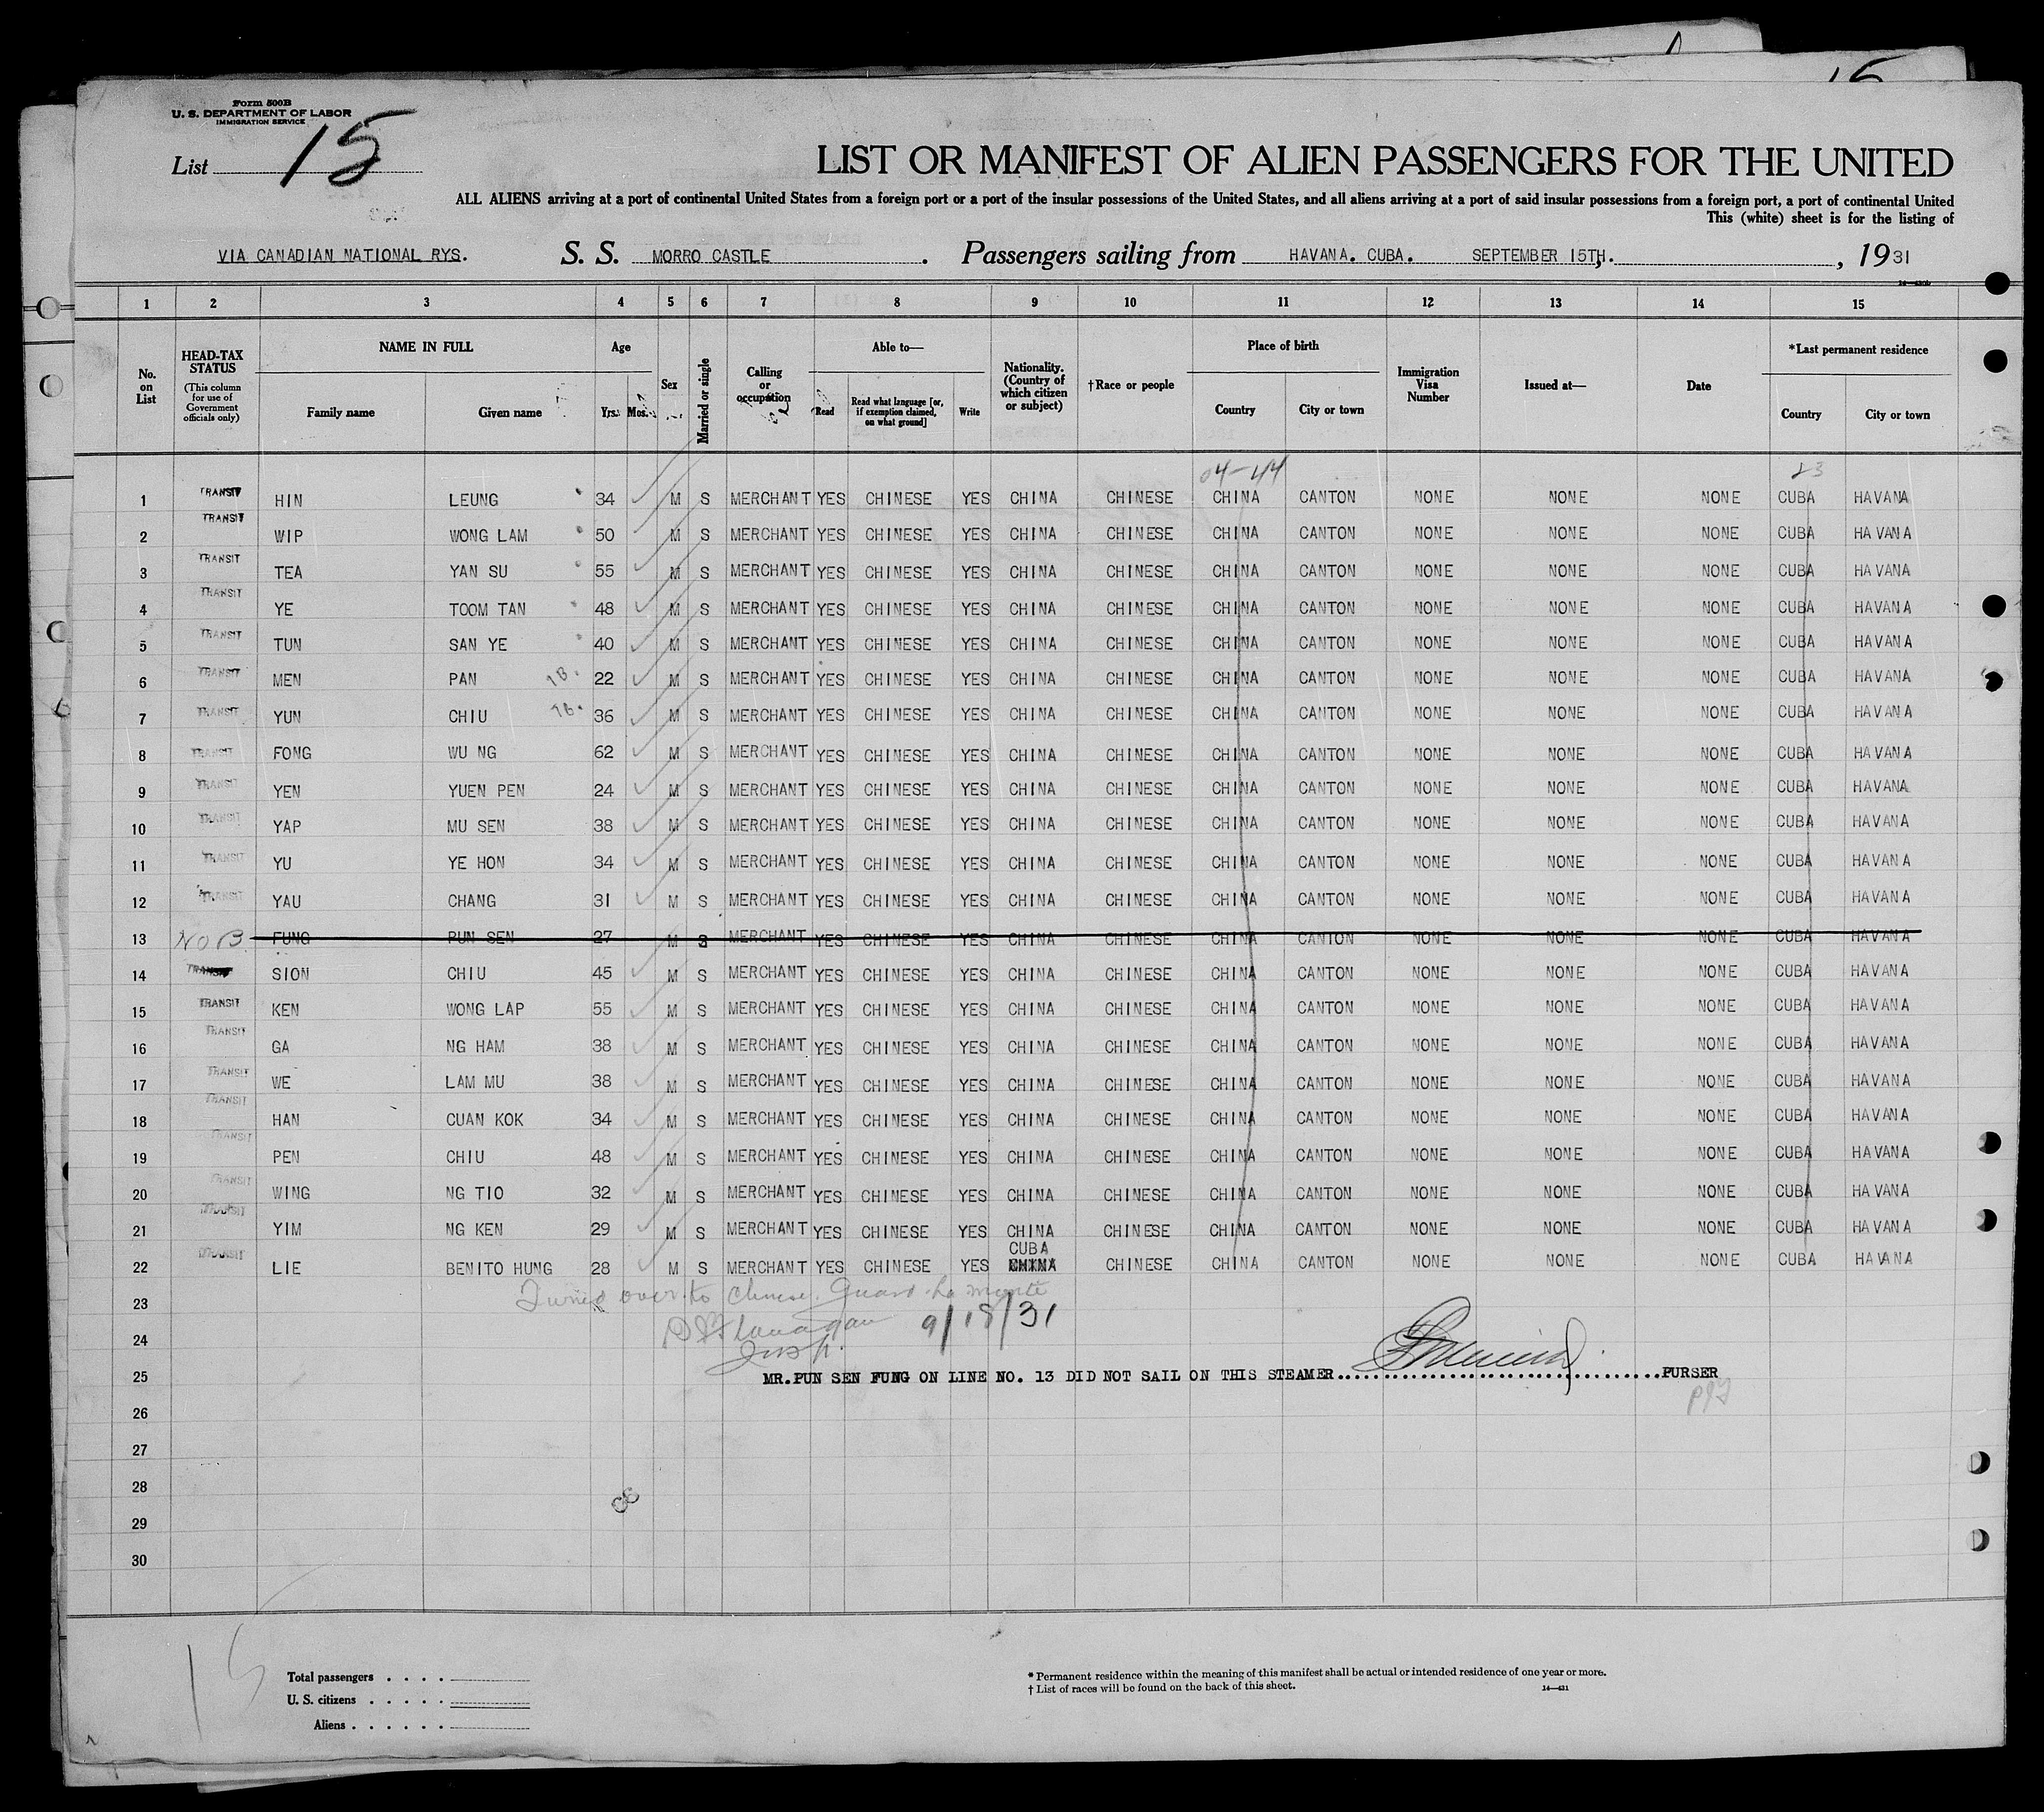 Form 500B
U. S. DEPARTMENT OF LABOR
IMMIGRATION SERVICE
List 15
LIST OR MANIFEST OF ALIEN PASSENGERS FOR THE UNITED
ALL ALIENS arriving at a port of continental United States from a foreign port or a port of the insular possessions of the United States, and all aliens arriving at a port of said insular possessions from a foreign port, a port of continental United
This (white) sheet is for the listing of
VIA CANADIAN NATIONAL RYS. S. S. MORRO CASTLE. Passengers sailing from HAVANA. CUBA. SEPTEMBER 15TH., 1931
1 2 3 4 5 6 7 8 9 10 11 12 13 14 15
No. on List
HEAD-TAX STATUS (This column for use of Government officials only)
NAME IN FULL Family name Given name
Age Yrs. Mos.
Sex
Married or single
Calling or occupation
Able to— Read Read what language [or, if exemption claimed, on what ground] Write
Nationality. (Country of which citizen or subject)
†Race or people
Place of birth Country City or town
Immigration Visa Number
Issued at—
Date
*Last permanent residence Country City or town
04-44 23
1 TRANSIT HIN LEUNG 34 M S MERCHANT YES CHINESE YES CHINA CHINESE CHINA CANTON NONE NONE NONE CUBA HAVANA
2 TRANSIT WIP WONG LAM 50 M S MERCHANT YES CHINESE YES CHINA CHINESE CHINA CANTON NONE NONE NONE CUBA HAVANA
3 TRANSIT TEA YAN SU 55 M S MERCHANT YES CHINESE YES CHINA CHINESE CHINA CANTON NONE NONE NONE CUBA HAVANA
4 TRANSIT YE TOOM TAN 48 M S MERCHANT YES CHINESE YES CHINA CHINESE CHINA CANTON NONE NONE NONE CUBA HAVANA
5 TRANSIT TUN SAN YE 40 M S MERCHANT YES CHINESE YES CHINA CHINESE CHINA CANTON NONE NONE NONE CUBA HAVANA
6 TRANSIT MEN PAN 22 M S MERCHANT YES CHINESE YES CHINA CHINESE CHINA CANTON NONE NONE NONE CUBA HAVANA
7 TRANSIT YUN CHIU 36 M S MERCHANT YES CHINESE YES CHINA CHINESE CHINA CANTON NONE NONE NONE CUBA HAVANA
8 TRANSIT FONG WU NG 62 M S MERCHANT YES CHINESE YES CHINA CHINESE CHINA CANTON NONE NONE NONE CUBA HAVANA
9 TRANSIT YEN YUEN PEN 24 M S MERCHANT YES CHINESE YES CHINA CHINESE CHINA CANTON NONE NONE NONE CUBA HAVANA
10 TRANSIT YAP MU SEN 38 M S MERCHANT YES CHINESE YES CHINA CHINESE CHINA CANTON NONE NONE NONE CUBA HAVANA
11 TRANSIT YU YE HON 34 M S MERCHANT YES CHINESE YES CHINA CHINESE CHINA CANTON NONE NONE NONE CUBA HAVANA
12 TRANSIT YAU CHANG 31 M S MERCHANT YES CHINESE YES CHINA CHINESE CHINA CANTON NONE NONE NONE CUBA HAVANA
13 NOB FUNG PUN SEN 27 M S MERCHANT YES CHINESE YES CHINA CHINESE CHINA CANTON NONE NONE NONE CUBA HAVANA
14 TRANSIT SION CHIU 45 M S MERCHANT YES CHINESE YES CHINA CHINESE CHINA CANTON NONE NONE NONE CUBA HAVANA
15 TRANSIT KEN WONG LAP 55 M S MERCHANT YES CHINESE YES CHINA CHINESE CHINA CANTON NONE NONE NONE CUBA HAVANA
16 TRANSIT GA NG HAM 38 M S MERCHANT YES CHINESE YES CHINA CHINESE CHINA CANTON NONE NONE NONE CUBA HAVANA
17 TRANSIT WE LAM MU 38 M S MERCHANT YES CHINESE YES CHINA CHINESE CHINA CANTON NONE NONE NONE CUBA HAVANA
18 TRANSIT HAN CUAN KOK 34 M S MERCHANT YES CHINESE YES CHINA CHINESE CHINA CANTON NONE NONE NONE CUBA HAVANA
19 TRANSIT PEN CHIU 48 M S MERCHANT YES CHINESE YES CHINA CHINESE CHINA CANTON NONE NONE NONE CUBA HAVANA
20 TRANSIT WING NG TIO 32 M S MERCHANT YES CHINESE YES CHINA CHINESE CHINA CANTON NONE NONE NONE CUBA HAVANA
21 TRANSIT YIM NG KEN 29 M S MERCHANT YES CHINESE YES CHINA CHINESE CHINA CANTON NONE NONE NONE CUBA HAVANA
CUBA
22 TRANSIT LIE BENITO HUNG 28 M S MERCHANT YES CHINESE YES CHINA CHINESE CHINA CANTON NONE NONE NONE CUBA HAVANA
23 Turned over to Chinese Guard
24 9/18/31
Insp.
25 MR. PUN SEN FUNG ON LINE NO. 13 DID NOT SAIL ON THIS STEAMER.....PURSER
26
27
28
29
30
15
Total passengers . . . .
U. S. citizens . . . . .
Aliens . . . . . .
* Permanent residence within the meaning of this manifest shall be actual or intended residence of one year or more.
† List of races will be found on the back of this sheet.
14—431